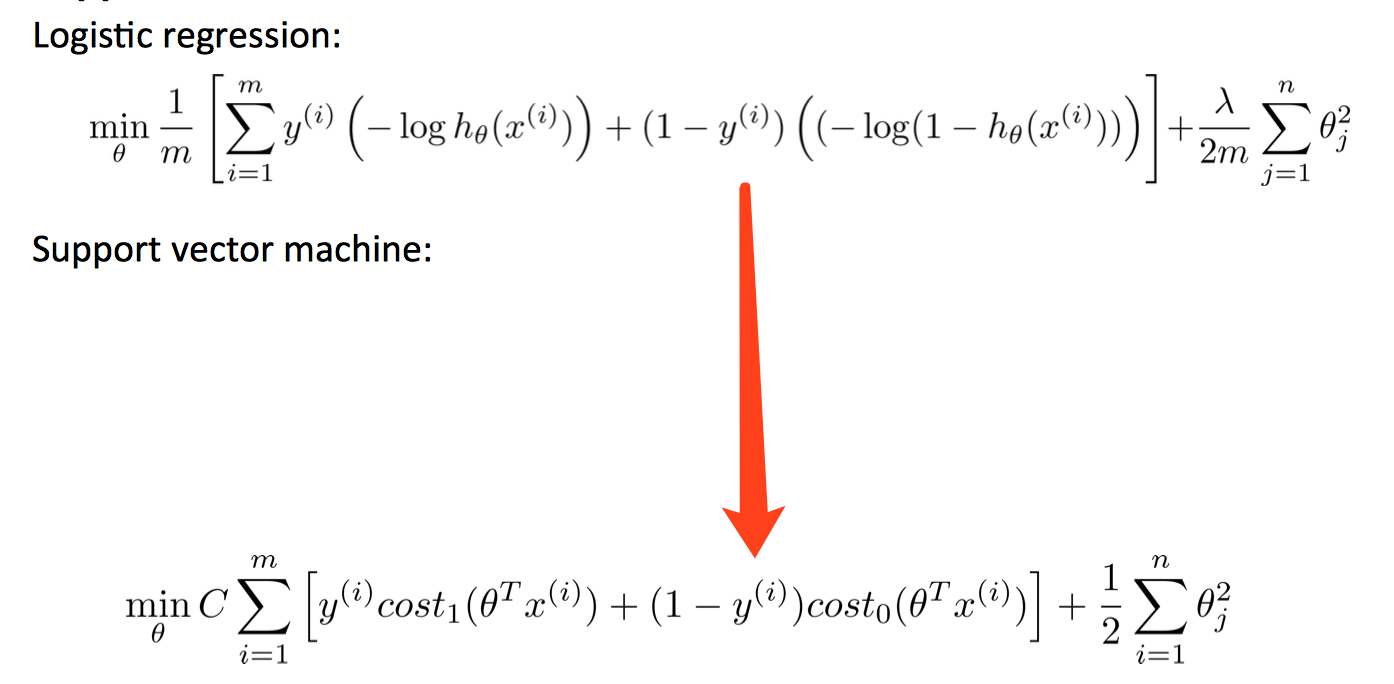 Logistic regression:
$$\min_{\theta} \frac{1}{m} \left[ \sum_{i=1}^{m} y^{(i)} \left( -\log h_\theta(x^{(i)}) \right) + (1 - y^{(i)}) \left( (-\log(1 - h_\theta(x^{(i)})) \right) \right] + \frac{\lambda}{2m} \sum_{j=1}^{n} \theta_j^2$$
Support vector machine:
$$\min_{\theta} C \sum_{i=1}^{m} \left[ y^{(i)} cost_1(\theta^T x^{(i)}) + (1 - y^{(i)}) cost_0(\theta^T x^{(i)}) \right] + \frac{1}{2} \sum_{i=1}^{n} \theta_j^2$$